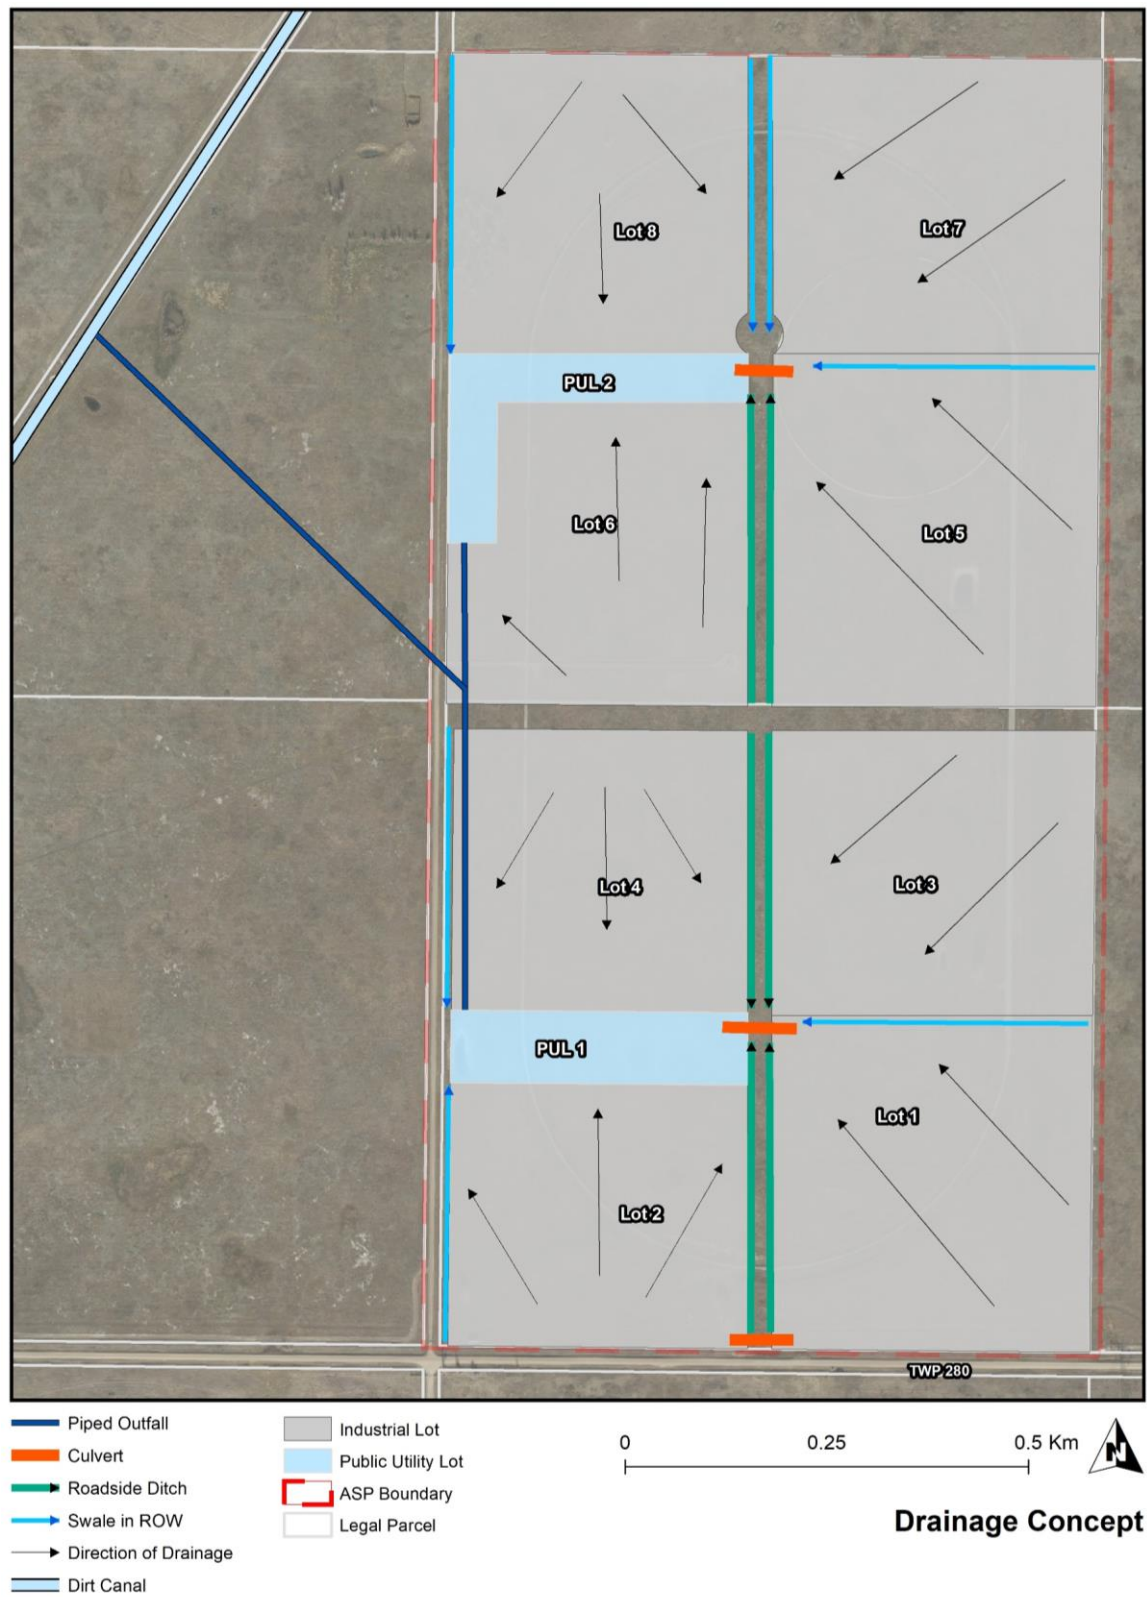 Lot 8
Lot 7
PUL 2
Lot 6
Lot 5
Lot 4
Lot 3
PUL 1
Lot 1
Lot 2
TWP 280
Piped Outfall
Culvert
Roadside Ditch
Swale in ROW
Direction of Drainage
Dirt Canal
Industrial Lot
Public Utility Lot
ASP Boundary
Legal Parcel
0 0.25 0.5 Km
N
Drainage Concept